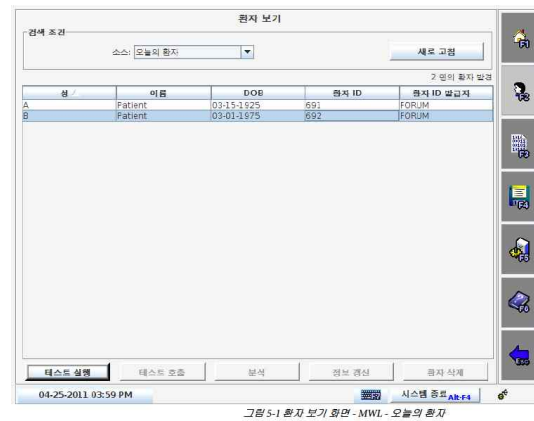 환자 보기
검색 조건
소스: 오늘의 환자
새로 고침
2 명의 환자 발견
성 이름 DOB 환자 ID 환자 ID 발급자
A Patient 03-15-1925 691 FORUM
B Patient 03-01-1975 692 FORUM
테스트 실행 테스트 호출 분석 정보 갱신 환자 삭제
04-25-2011 03:59 PM 시스템 종료 Alt-F4
F1
F2
F3
F4
F5
F6
Esc
그림 5-1 환자 보기 화면 - MWL - 오늘의 환자